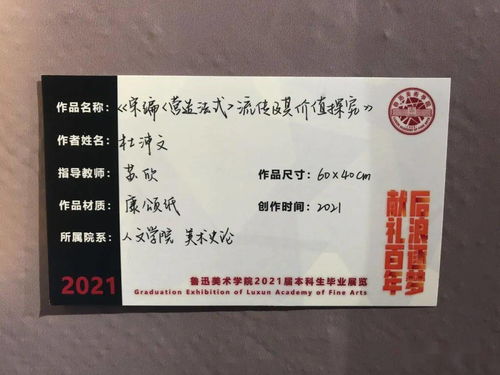 作品名称：《宋编〈营造法式〉流传及其价值探究》
作者姓名：杜沛文
指导教师：苗欣
作品尺寸：60×40cm
作品材质：康颂纸
创作时间：2021
所属院系：人文学院 美术史论
后浪画梦
献礼百年
2021
鲁迅美术学院2021届本科生毕业展览
Graduation Exhibition of Luxun Academy of Fine Arts